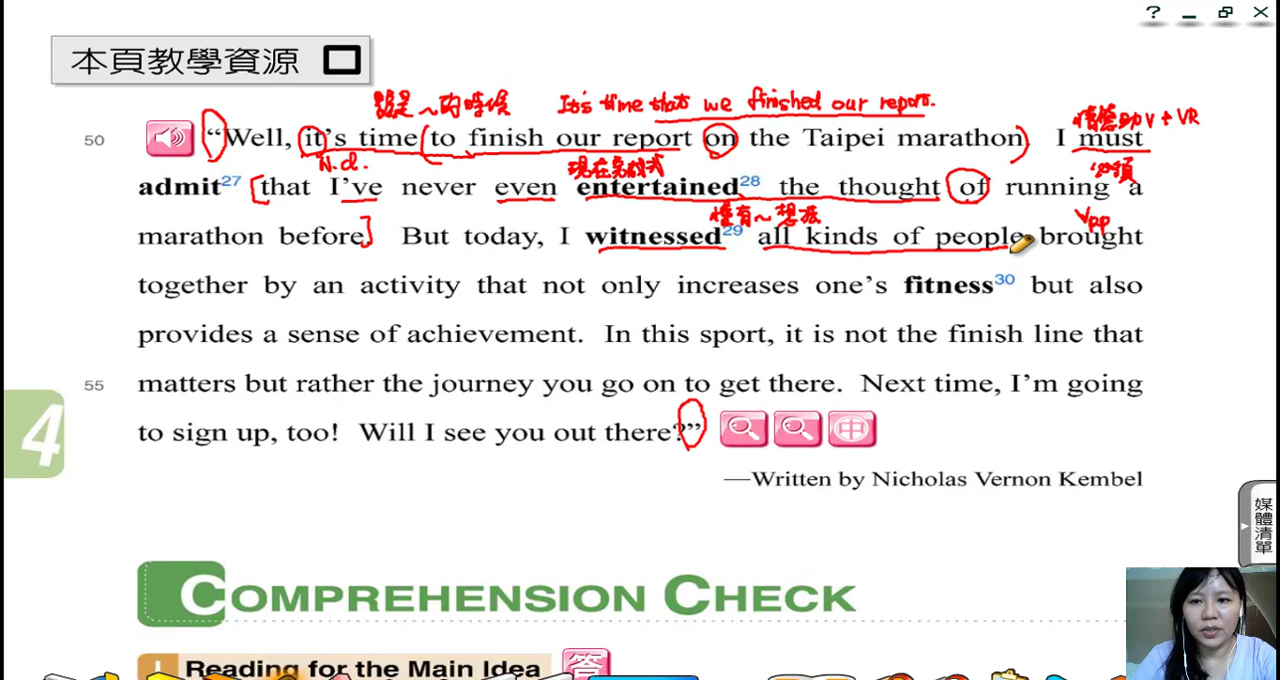 ?
本頁教學資源
該是~的時候 It's time that we finished our report.
情態助V + VR
50 "Well, it's time to finish our report on the Taipei marathon) I must
N.cl. 現在完成式 必須
admit27 [that I've never even entertained28 the thought of running a
懷有~想法 Vpp
marathon before.] But today, I witnessed29 all kinds of people brought
together by an activity that not only increases one's fitness30 but also
provides a sense of achievement. In this sport, it is not the finish line that
55 matters but rather the journey you go on to get there. Next time, I'm going
4
to sign up, too! Will I see you out there?" 中
—Written by Nicholas Vernon Kembel
媒體清單
COMPREHENSION CHECK
I Reading for the Main Idea 答